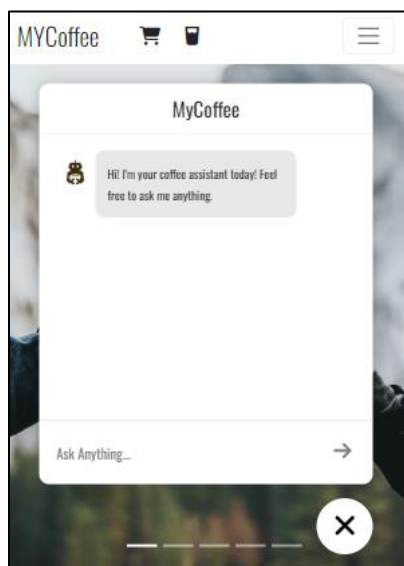 MYCoffee
MyCoffee
Hi! I'm your coffee assistant today! Feel
free to ask me anything.
Ask Anything...